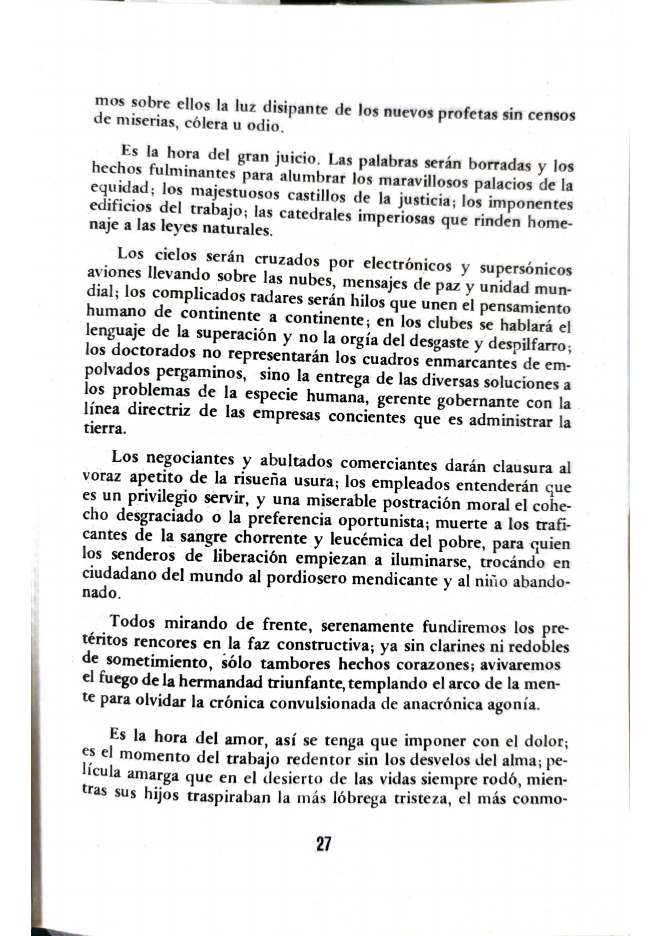 mos sobre ellos la luz disipante de los nuevos profetas sin censos
de miserias, cólera u odio.
Es la hora del gran juicio. Las palabras serán borradas y los
hechos fulminantes para alumbrar los maravillosos palacios de la
equidad; los majestuosos castillos de la justicia; los imponentes
edificios del trabajo; las catedrales imperiosas que rinden home-
naje a las leyes naturales.
Los cielos serán cruzados por electrónicos y supersónicos
aviones llevando sobre las nubes, mensajes de paz y unidad mun-
dial; los complicados radares serán hilos que unen el pensamiento
humano de continente a continente; en los clubes se hablará el
lenguaje de la superación y no la orgía del desgaste y despilfarro;
los doctorados no representarán los cuadros enmarcantes de em-
polvados pergaminos, sino la entrega de las diversas soluciones a
los problemas de la especie humana, gerente gobernante con la
línea directriz de las empresas concientes que es administrar la
tierra.
Los negociantes y abultados comerciantes darán clausura al
voraz apetito de la risueña usura; los empleados entenderán que
es un privilegio servir, y una miserable postración moral el cohe-
cho desgraciado o la preferencia oportunista; muerte a los trafi-
cantes de la sangre chorrente y leucémica del pobre, para quien
los senderos de liberación empiezan a iluminarse, trocándo en
ciudadano del mundo al pordiosero mendicante y al niño abando-
nado.
Todos mirando de frente, serenamente fundiremos los pre-
téritos rencores en la faz constructiva; ya sin clarines ni redobles
de sometimiento, sólo tambores hechos corazones; avivaremos
el fuego de la hermandad triunfante, templando el arco de la men-
te para olvidar la crónica convulsionada de anacrónica agonía.
Es la hora del amor, así se tenga que imponer con el dolor;
es el momento del trabajo redentor sin los desvelos del alma; pe-
lícula amarga que en el desierto de las vidas siempre rodó, mien-
tras sus hijos traspiraban la más lóbrega tristeza, el más conmo-
27